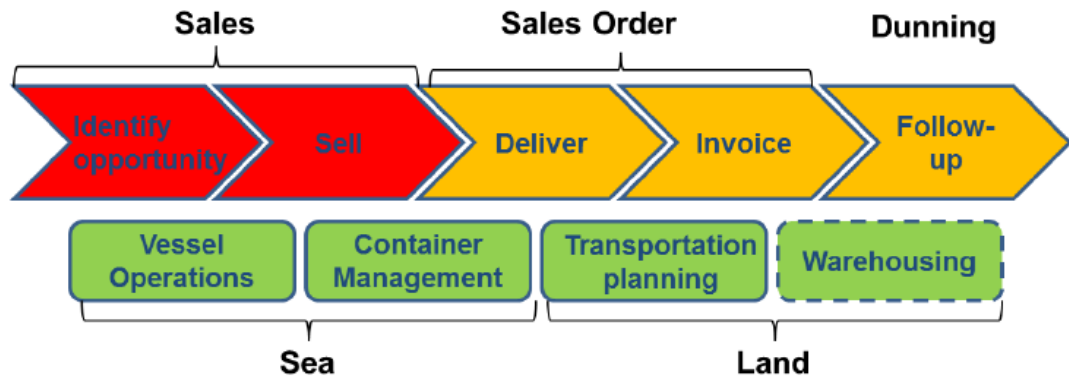 Sales
Sales Order
Dunning
Identify
opportunity
Sell
Deliver
Invoice
Follow-
up
Vessel
Operations
Container
Management
Transportation
planning
Warehousing
Sea
Land